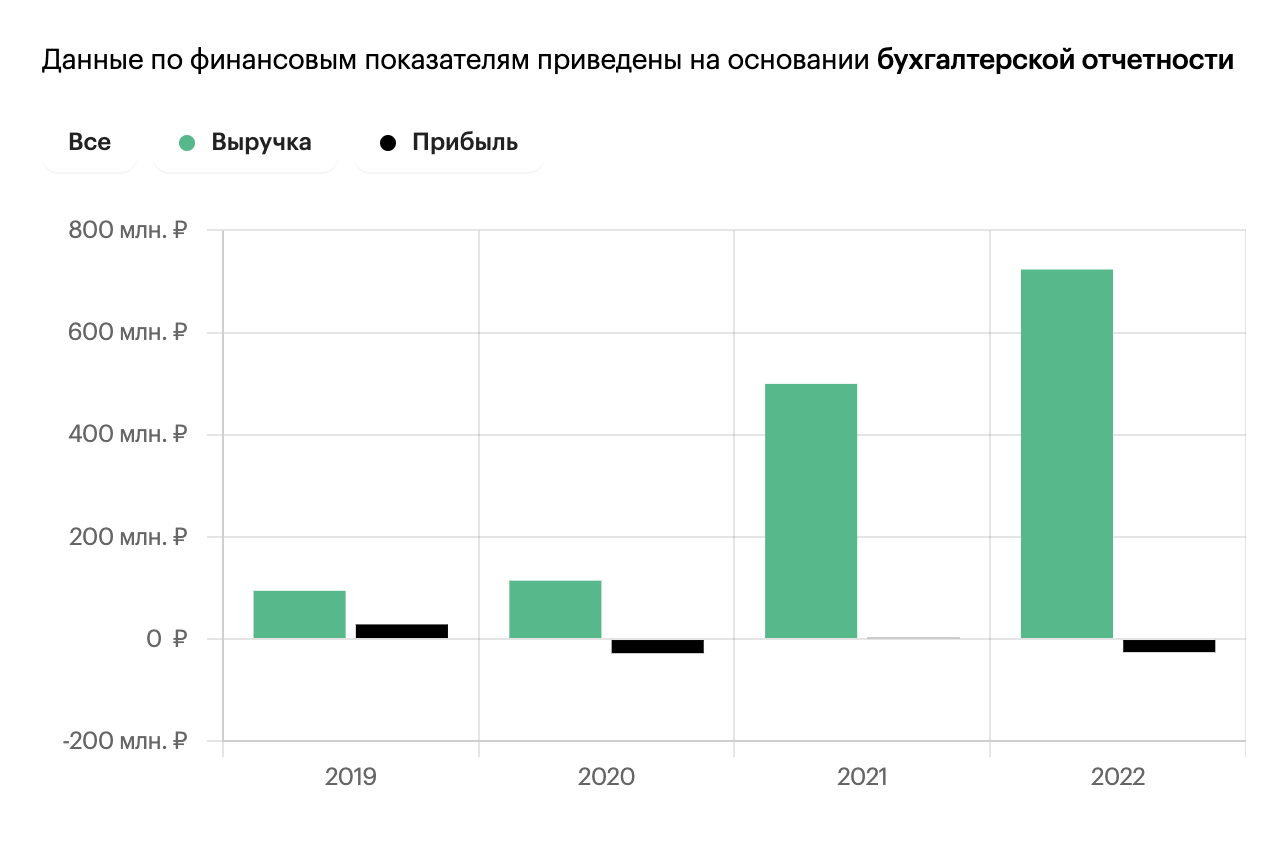 Данные по финансовым показателям приведены на основании бухгалтерской отчетности
Все Выручка Прибыль
800 млн. ₽
600 млн. ₽
400 млн. ₽
200 млн. ₽
0 ₽
-200 млн. ₽
2019 2020 2021 2022